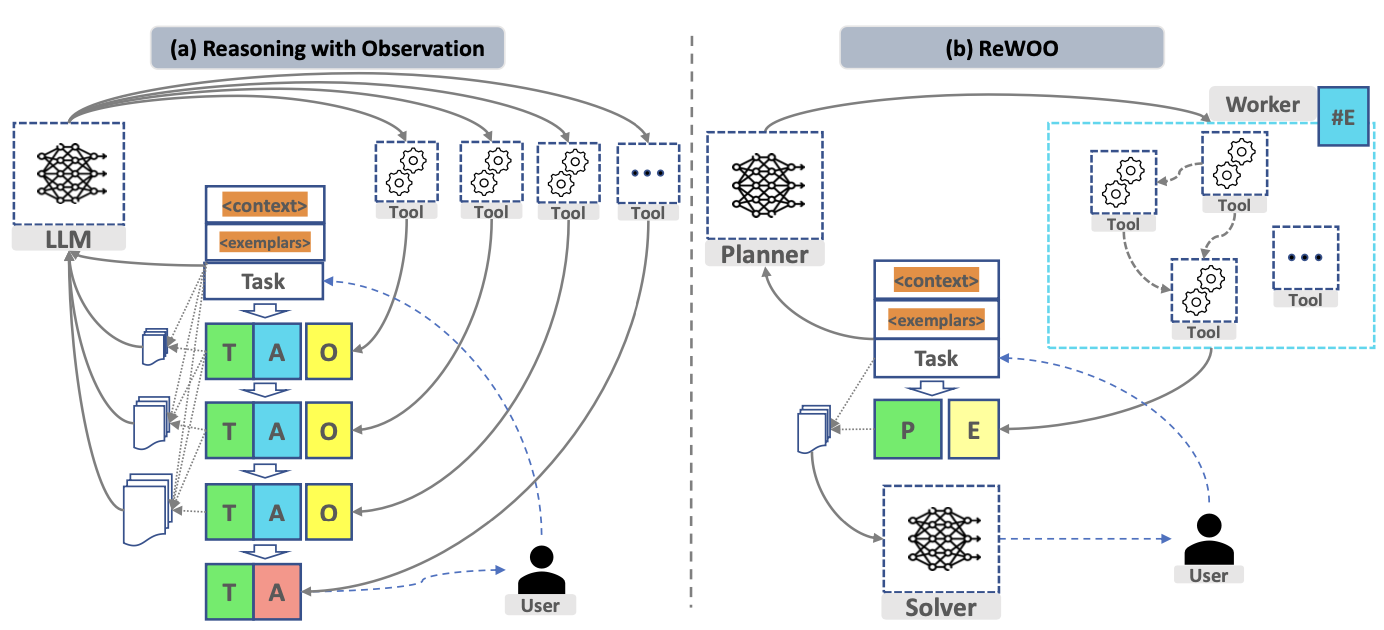 (a) Reasoning with Observation
LLM
Tool
Tool
Tool
Tool
<context>
<exemplars>
Task
T A O
T A O
T A O
T A
User
(b) ReWOO
Worker
#E
Planner
Tool
Tool
Tool
Tool
<context>
<exemplars>
Task
P E
Solver
User